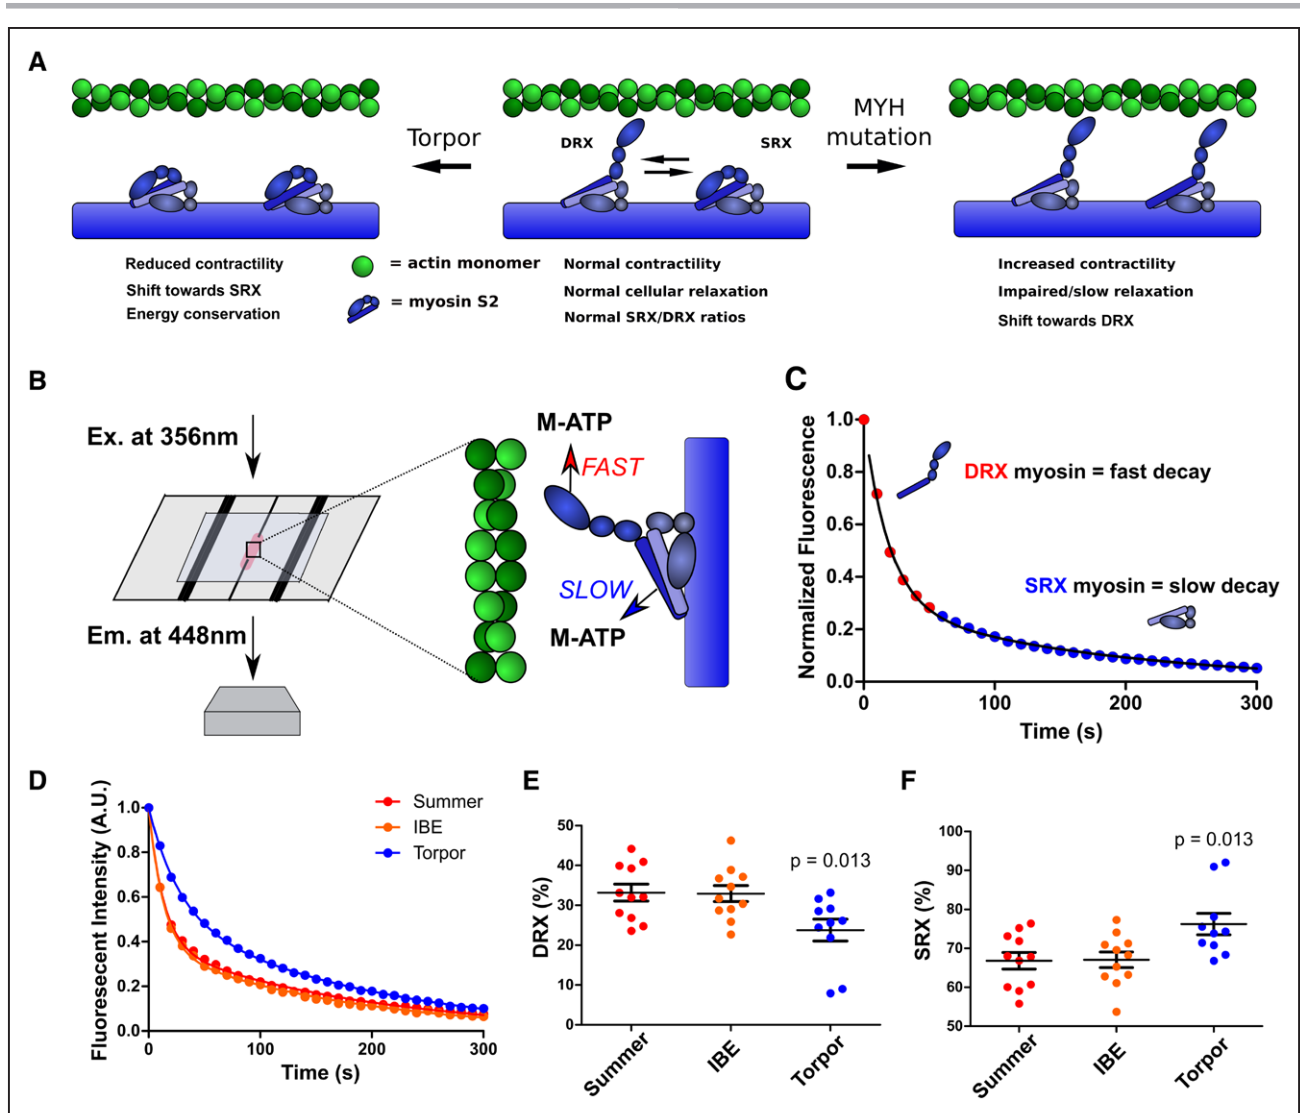 A
Torpor
DRX
SRX
MYH
mutation
Reduced contractility
Shift towards SRX
Energy conservation
= actin monomer
= myosin S2
Normal contractility
Normal cellular relaxation
Normal SRX/DRX ratios
Increased contractility
Impaired/slow relaxation
Shift towards DRX
B
Ex. at 356nm
Em. at 448nm
M-ATP
FAST
SLOW
M-ATP
C
Normalized Fluorescence
1.0
0.8
0.6
0.4
0.2
0.0
DRX myosin = fast decay
SRX myosin = slow decay
0
100
200
300
Time (s)
D
Fluoresecent Intensity (A.U.)
1.0
0.8
0.6
0.4
0.2
0.0
Summer
IBE
Torpor
0
100
200
300
Time (s)
E
DRX (%)
50
40
30
20
10
0
p = 0.013
Summer
IBE
Torpor
F
SRX (%)
100
90
80
70
60
50
p = 0.013
Summer
IBE
Torpor